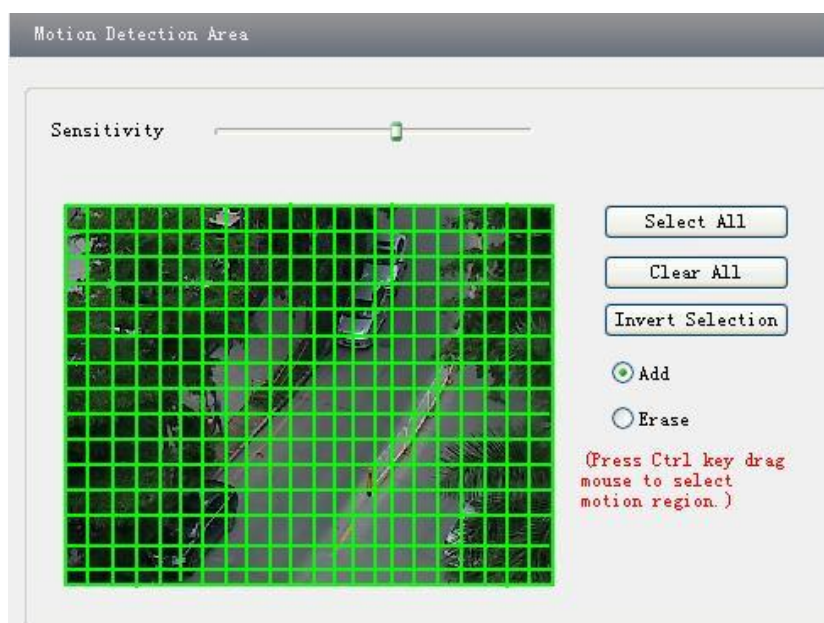 Motion Detection Area
Sensitivity
Select All
Clear All
Invert Selection
Add
Erase
(Press Ctrl key drag
mouse to select
motion region.)